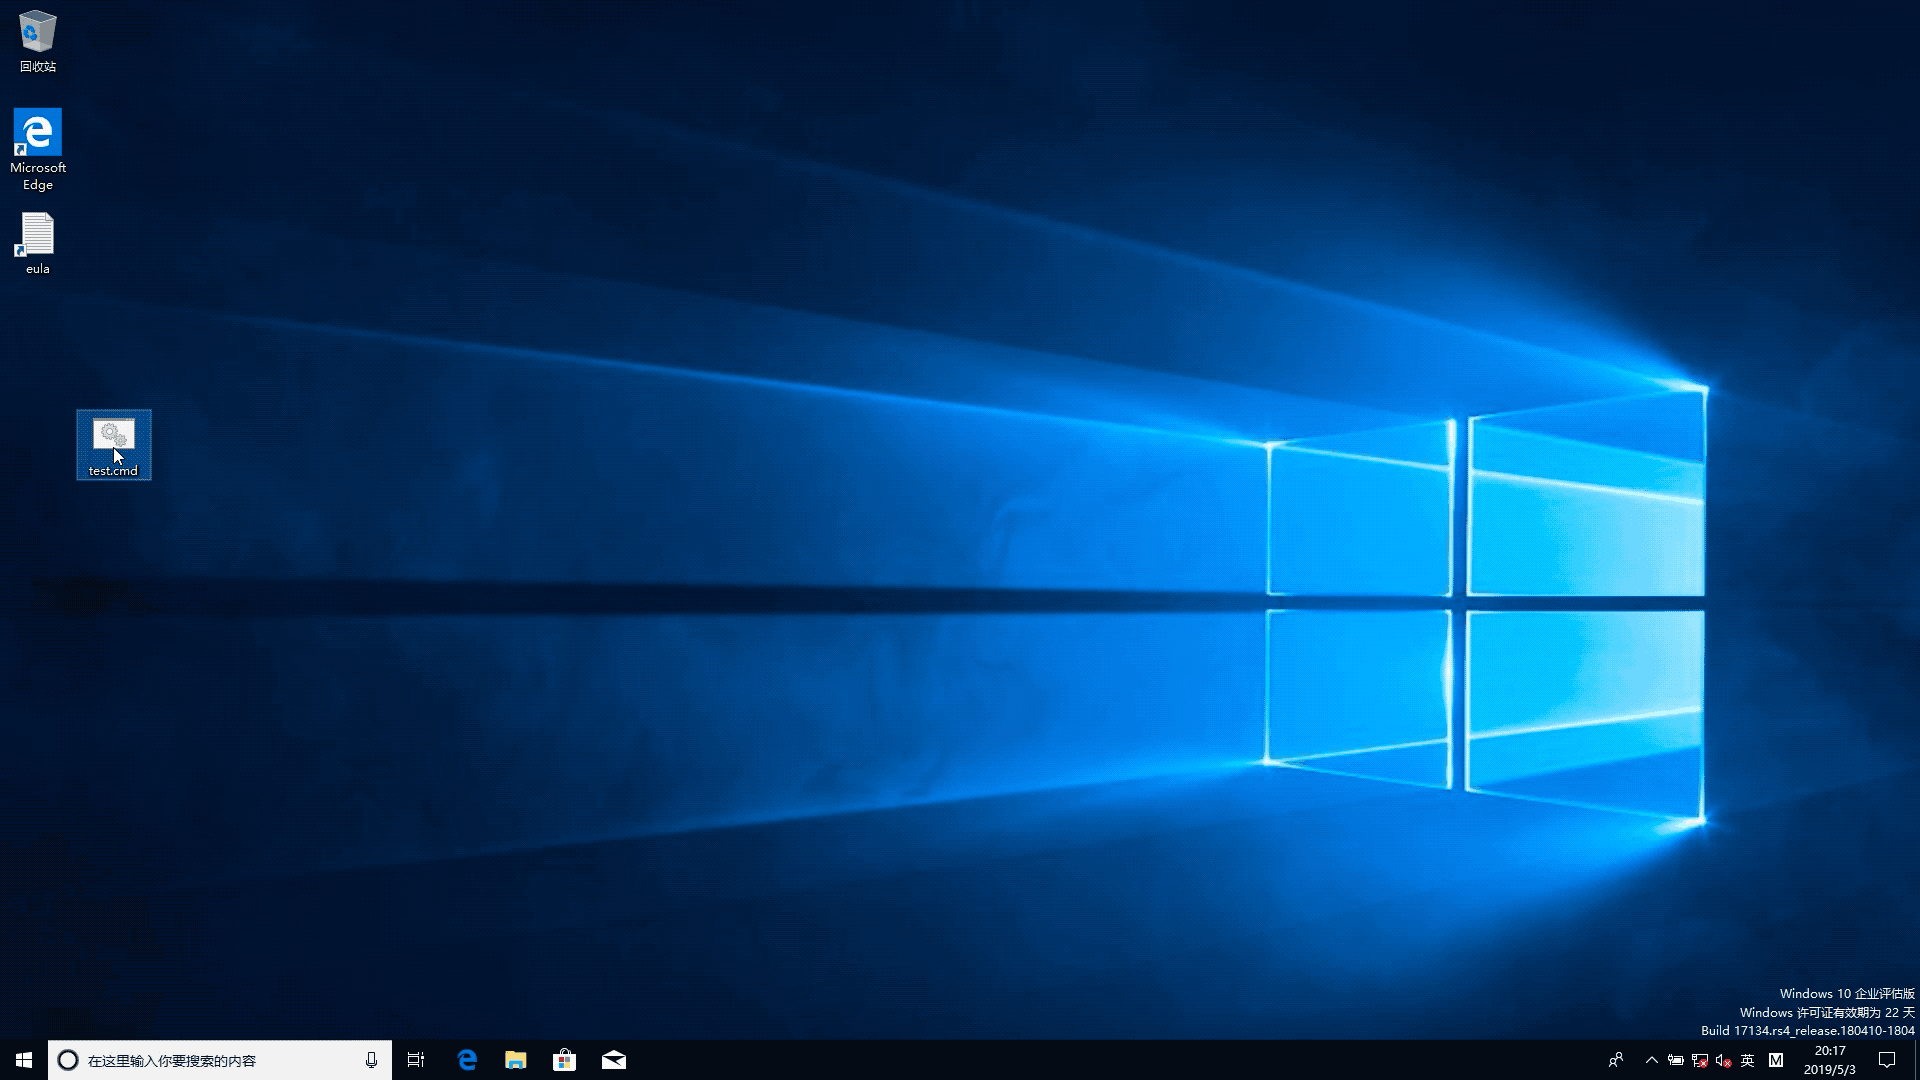 回收站
Microsoft
Edge
eula
test.cmd
Windows 10 企业评估版
Windows 许可证有效期为 22 天
Build 17134.rs4_release.180410-1804
在这里输入你要搜索的内容
英
M
20:17
2019/5/3